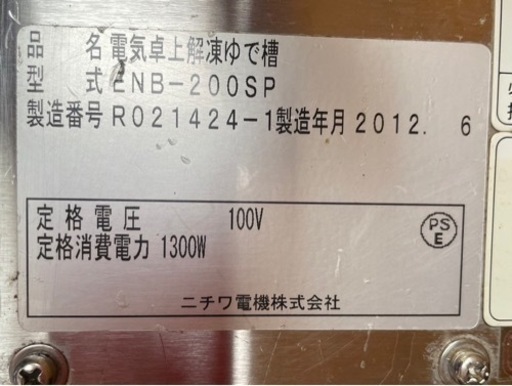 品 名 電気卓上解凍ゆで槽
型 式 ENB-200SP
製造番号 R021424-1 製造年月 2012. 6
定格電圧 100V
定格消費電力 1300W
PS
E
ニチワ電機株式会社